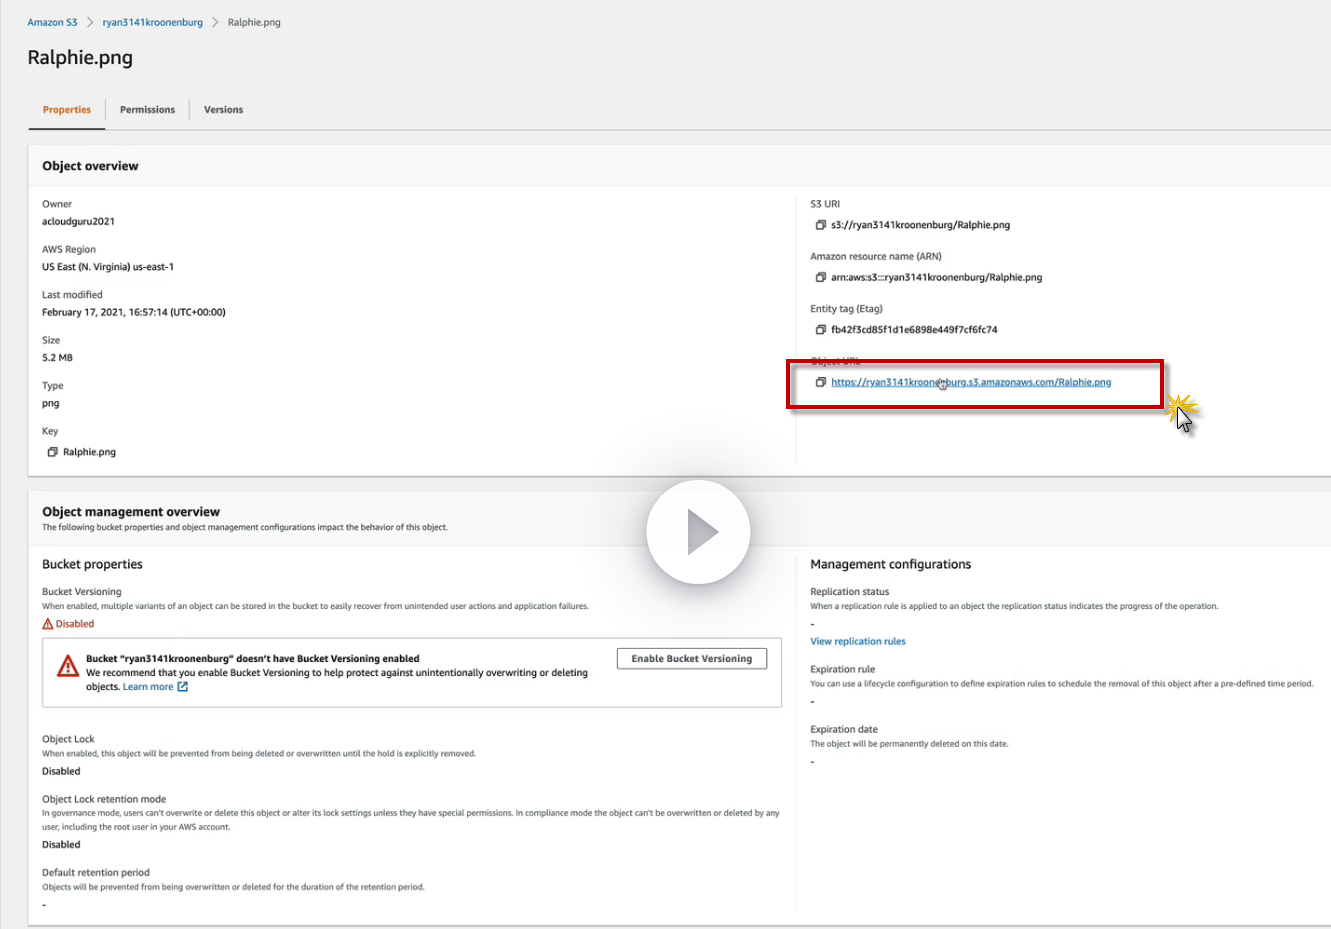 Amazon S3 > ryan3141kroonenburg > Ralphie.png
Ralphie.png
Properties
Permissions
Versions
Object overview
Owner
acloudguru2021
AWS Region
US East (N. Virginia) us-east-1
Last modified
February 17, 2021, 16:57:14 (UTC+00:00)
Size
5.2 MB
Type
png
Key
Ralphie.png
S3 URI
s3://ryan3141kroonenburg/Ralphie.png
Amazon resource name (ARN)
arn:aws:s3:::ryan3141kroonenburg/Ralphie.png
Entity tag (Etag)
fb42f3cd85f1d1e6898e449f7cf6fc74
Object URL
https://ryan3141kroonenburg.s3.amazonaws.com/Ralphie.png
Object management overview
The following bucket properties and object management configurations impact the behavior of this object.
Bucket properties
Bucket Versioning
When enabled, multiple variants of an object can be stored in the bucket to easily recover from unintended user actions and application failures.
Disabled
Bucket "ryan3141kroonenburg" doesn't have Bucket Versioning enabled
We recommend that you enable Bucket Versioning to help protect against unintentionally overwriting or deleting
objects. Learn more
Enable Bucket Versioning
Object Lock
When enabled, this object will be prevented from being deleted or overwritten until the hold is explicitly removed.
Disabled
Object Lock retention mode
In governance mode, users can't overwrite or delete this object or alter its lock settings unless they have special permissions. In compliance mode the object can't be overwritten or deleted by any
user, including the root user in your AWS account.
Disabled
Default retention period
Objects will be prevented from being overwritten or deleted for the duration of the retention period.
-
Management configurations
Replication status
When a replication rule is applied to an object the replication status indicates the progress of the operation.
-
View replication rules
Expiration rule
You can use a lifecycle configuration to define expiration rules to schedule the removal of this object after a pre-defined time period.
-
Expiration date
The object will be permanently deleted on this date.
-